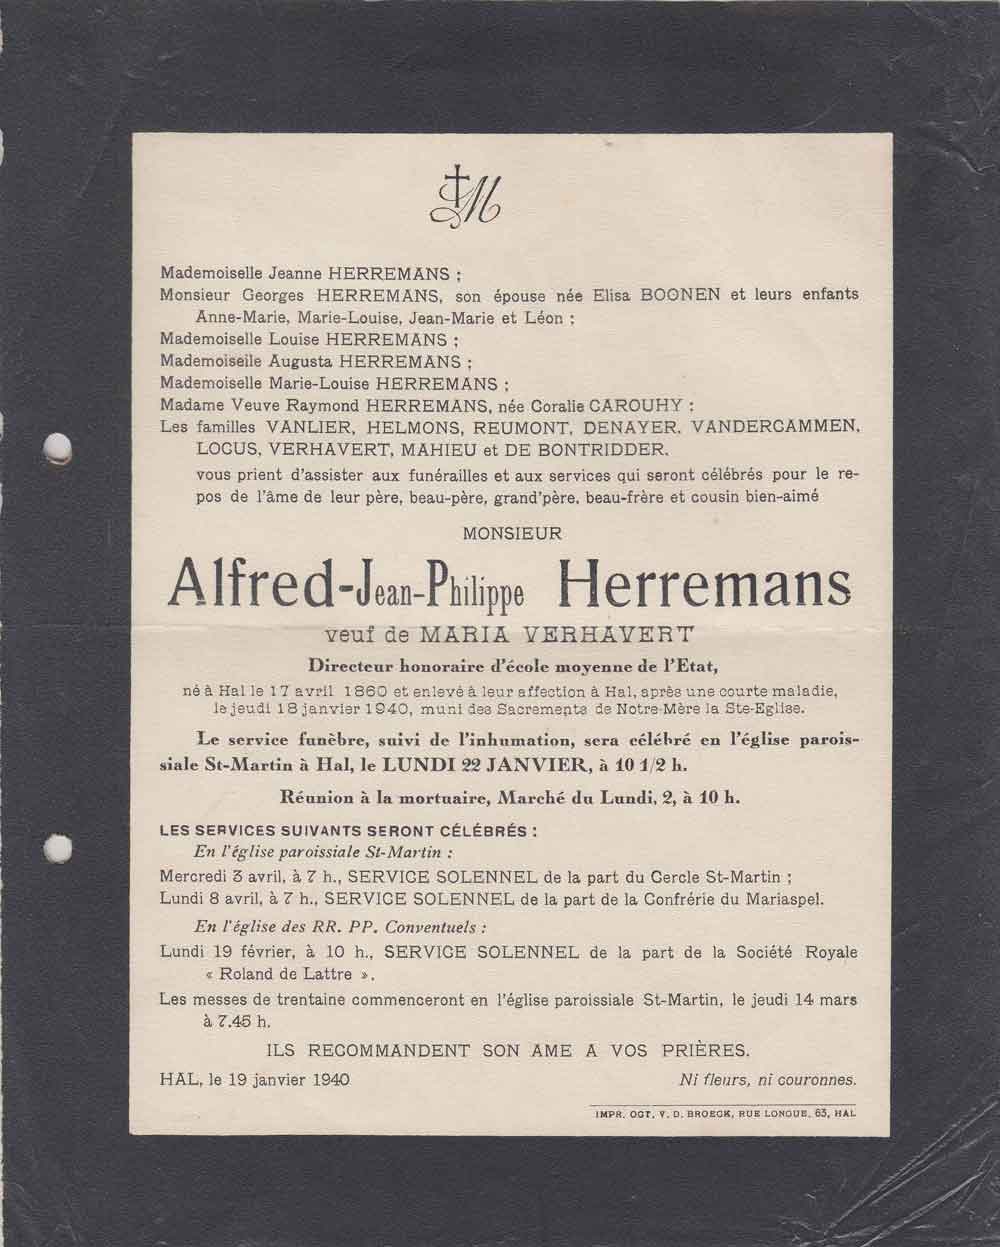 M
Mademoiselle Jeanne HERREMANS ;
Monsieur Georges HERREMANS, son épouse née Elisa BOONEN et leurs enfants
Anne-Marie, Marie-Louise, Jean-Marie et Léon ;
Mademoiselle Louise HERREMANS ;
Mademoiselle Augusta HERREMANS ;
Mademoiselle Marie-Louise HERREMANS ;
Madame Veuve Raymond HERREMANS, née Coralie CAROUHY :
Les familles VANLIER, HELMONS, REUMONT, DENAYER, VANDERCAMMEN,
LOCUS, VERHAVERT, MAHIEU et DE BONTRIDDER,
vous prient d'assister aux funérailles et aux services qui seront célébrés pour le re-
pos de l'âme de leur père, beau-père, grand'père, beau-frère et cousin bien-aimé
MONSIEUR
Alfred-Jean-Philippe Herremans
veuf de MARIA VERHAVERT
Directeur honoraire d'école moyenne de l'Etat,
né à Hal le 17 avril 1860 et enlevé à leur affection à Hal, après une courte maladie,
le jeudi 18 janvier 1940, muni des Sacrements de Notre-Mère la Ste-Eglise.
Le service funèbre, suivi de l'inhumation, sera célébré en l'église parois-
siale St-Martin à Hal, le LUNDI 22 JANVIER, à 10 1/2 h.
Réunion à la mortuaire, Marché du Lundi, 2, à 10 h.
LES SERVICES SUIVANTS SERONT CÉLÉBRÉS :
En l'église paroissiale St-Martin :
Mercredi 3 avril, à 7 h., SERVICE SOLENNEL de la part du Cercle St-Martin ;
Lundi 8 avril, à 7 h., SERVICE SOLENNEL de la part de la Confrérie du Mariaspel.
En l'église des RR. PP. Conventuels :
Lundi 19 février, à 10 h., SERVICE SOLENNEL de la part de la Société Royale
« Roland de Lattre ».
Les messes de trentaine commenceront en l'église paroissiale St-Martin, le jeudi 14 mars
à 7.45 h.
ILS RECOMMANDENT SON AME A VOS PRIÈRES.
HAL, le 19 janvier 1940
Ni fleurs, ni couronnes.
IMPR. OCT. V. D. BROECK, RUE LONGUE, 63, HAL